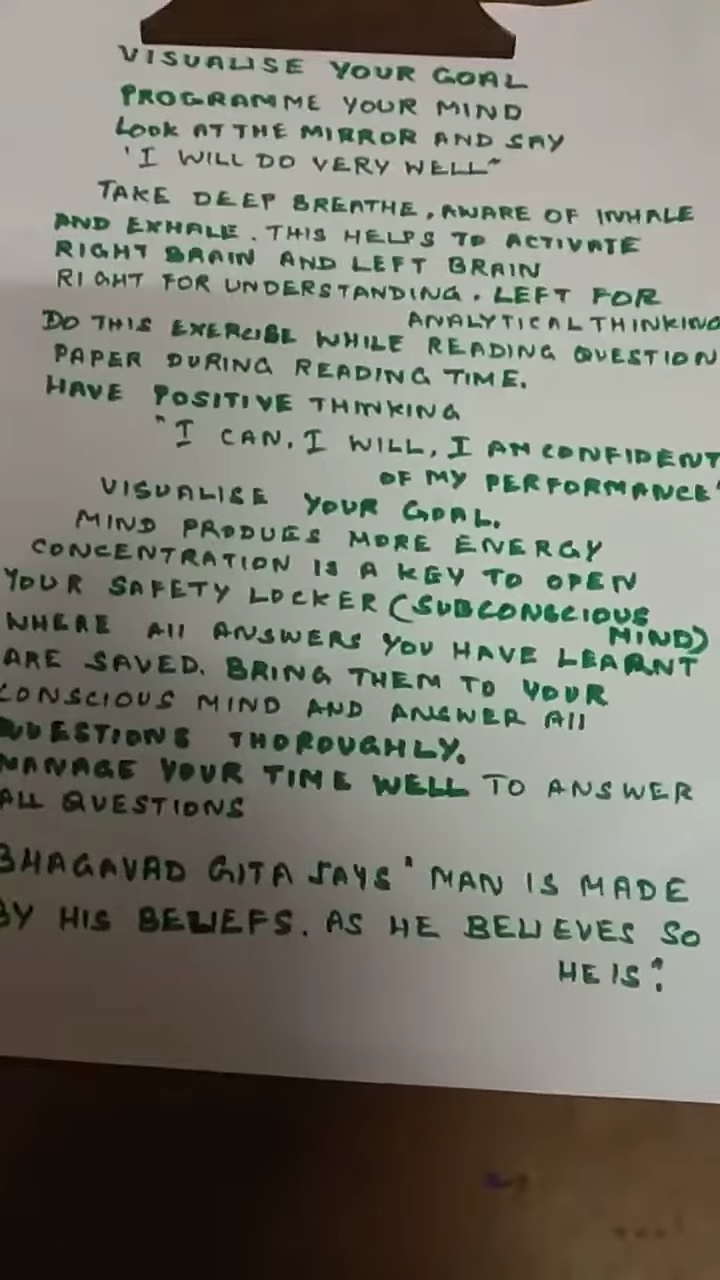 VISUALISE YOUR GOAL
PROGRAMME YOUR MIND
LOOK AT THE MIRROR AND SAY
'I WILL DO VERY WELL"
TAKE DEEP BREATHE, AWARE OF INHALE
AND EXHALE. THIS HELPS TO ACTIVATE
RIGHT BRAIN AND LEFT BRAIN
RIGHT FOR UNDERSTANDING. LEFT FOR
ANALYTICAL THINKING
DO THIS EXERCISE WHILE READING QUESTION
PAPER DURING READING TIME.
HAVE POSITIVE THINKING
"I CAN, I WILL, I AM CONFIDENT
OF MY PERFORMANCE"
VISUALISE YOUR GOAL.
MIND PRODUES MORE ENERGY
CONCENTRATION IS A KEY TO OPEN
YOUR SAFETY LOCKER (SUBCONSCIOUS
MIND)
WHERE All ANSWERS YOU HAVE LEARNT
ARE SAVED. BRING THEM TO YOUR
CONSCIOUS MIND AND ANSWER All
QUESTIONS THOROUGHLY.
MANAGE YOUR TIME WELL TO ANSWER
ALL QUESTIONS
BHAGAVAD GITA SAYS "MAN IS MADE
BY HIS BELIEFS. AS HE BELIEVES SO
HE IS".